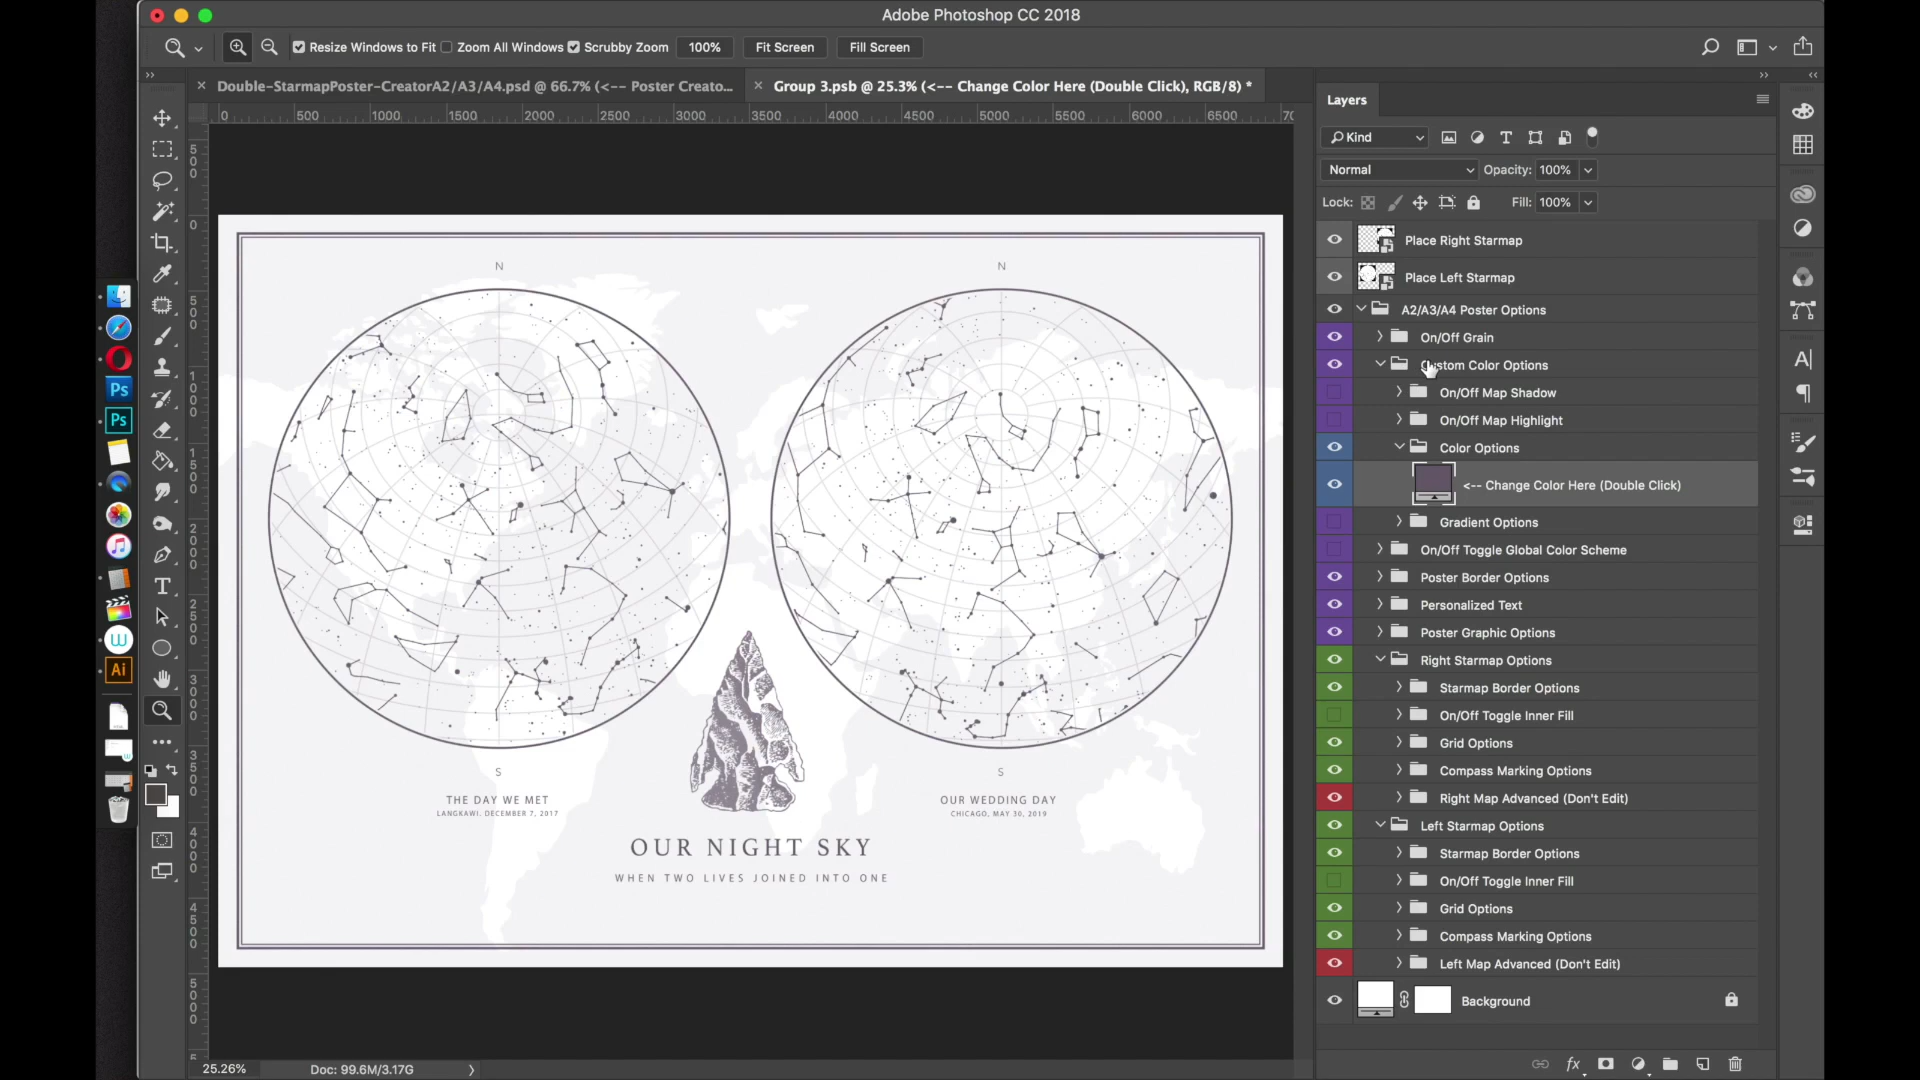 Adobe Photoshop CC 2018
Resize Windows to Fit
Zoom All Windows
Scrubby Zoom
100%
Fit Screen
Fill Screen
Double-StarmapPoster-CreatorA2/A3/A4.psd @ 66.7% (<-- Poster Creato...
Group 3.psb @ 25.3% (<-- Change Color Here (Double Click), RGB/8) *
0 500 1000 1500 2000 2500 3000 3500 4000 4500 5000 5500 6000 6500 70
N
N
S
S
THE DAY WE MET
LANGKAWI. DECEMBER 7, 2017
OUR WEDDING DAY
CHICAGO, MAY 30, 2019
OUR NIGHT SKY
WHEN TWO LIVES JOINED INTO ONE
25.26%
Doc: 99.6M/3.17G
Layers
Kind
Normal
Opacity: 100%
Lock:
Fill: 100%
Place Right Starmap
Place Left Starmap
A2/A3/A4 Poster Options
On/Off Grain
Custom Color Options
On/Off Map Shadow
On/Off Map Highlight
Color Options
<-- Change Color Here (Double Click)
Gradient Options
On/Off Toggle Global Color Scheme
Poster Border Options
Personalized Text
Poster Graphic Options
Right Starmap Options
Starmap Border Options
On/Off Toggle Inner Fill
Grid Options
Compass Marking Options
Right Map Advanced (Don't Edit)
Left Starmap Options
Starmap Border Options
On/Off Toggle Inner Fill
Grid Options
Compass Marking Options
Left Map Advanced (Don't Edit)
Background
fx
Ps
Ps
Ai